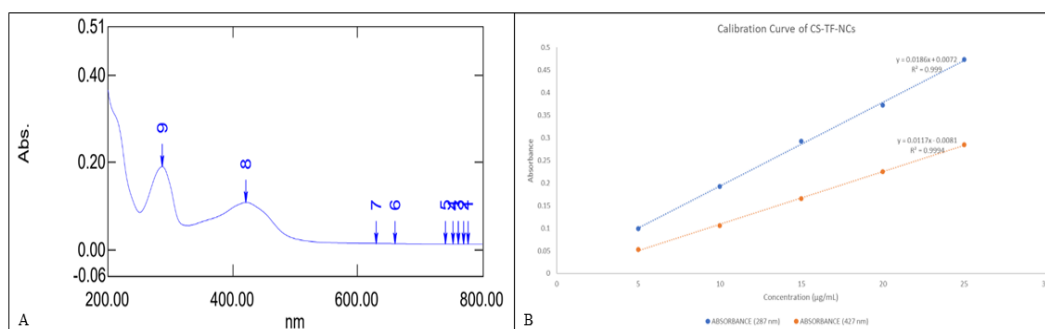 0.51
0.40
0.20
0.00
-0.06
Abs.
9
8
7
6
5
200.00
400.00
600.00
800.00
nm
A
Calibration Curve of CS-TF-NCs
0.5
0.45
0.4
0.35
0.3
0.25
0.2
0.15
0.1
0.05
0
Absorbance
y = 0.0186x + 0.0072
R² = 0.999
y = 0.0117x - 0.0081
R² = 0.9994
5
10
15
20
25
3
Concentration (µg/mL)
ABSORBANCE (287 nm)
ABSORBANCE (427 nm)
B